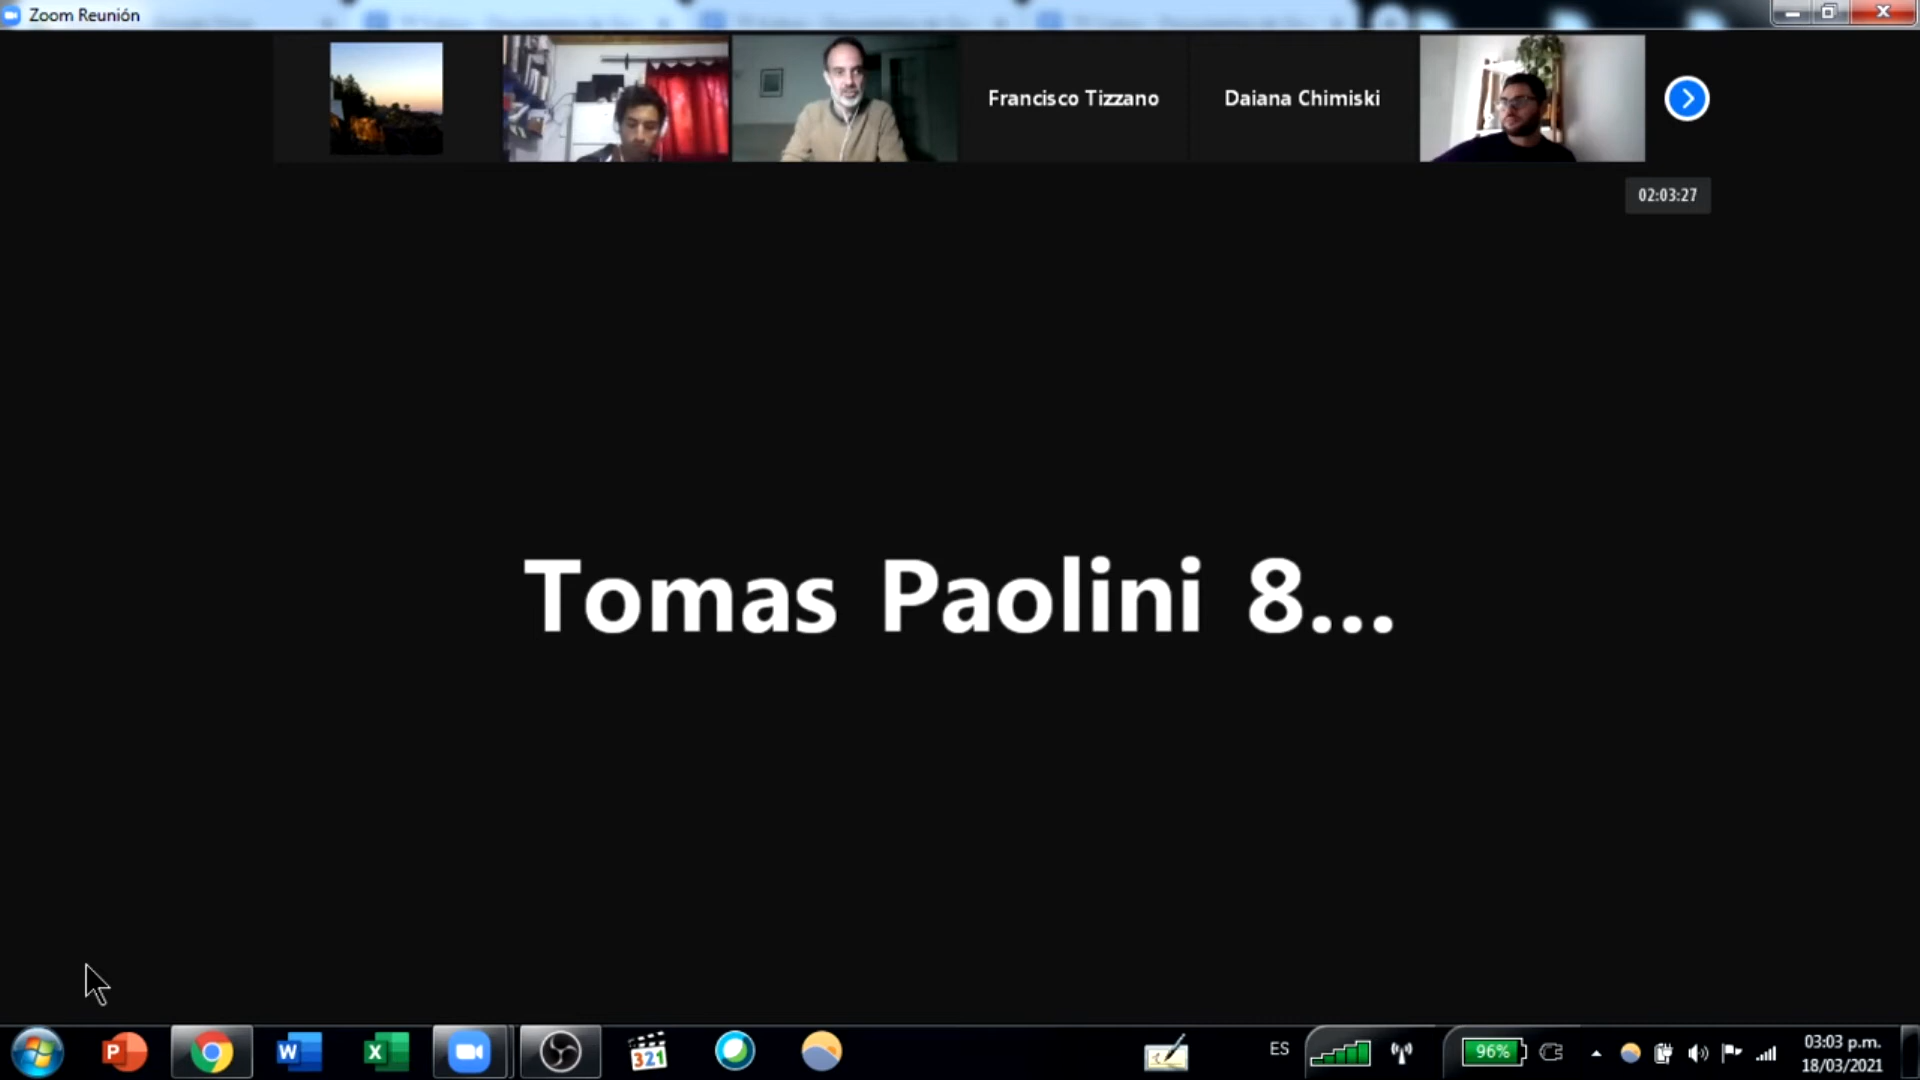 Zoom Reunión
Francisco Tizzano
Daiana Chimiski
02:03:27
Tomas Paolini 8...
P
W
X
321
ES
96%
03:03 p.m.
18/03/2021